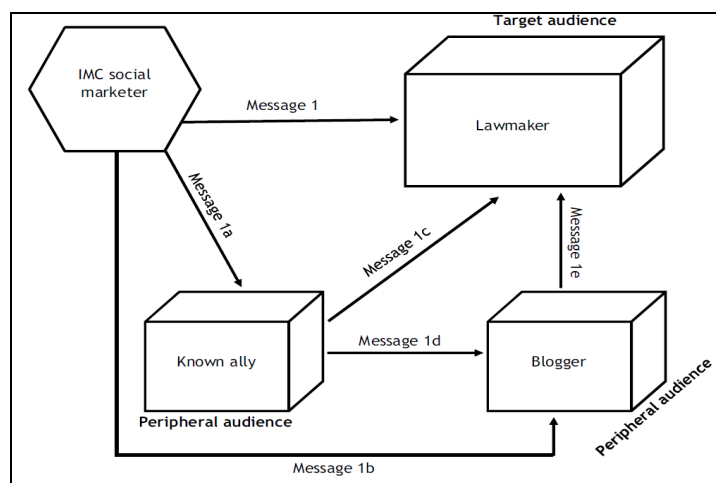 Target audience
IMC social
marketer
Message 1
Lawmaker
Message 1a
Message 1c
Message 1e
Known ally
Message 1d
Blogger
Peripheral audience
Peripheral audience
Message 1b